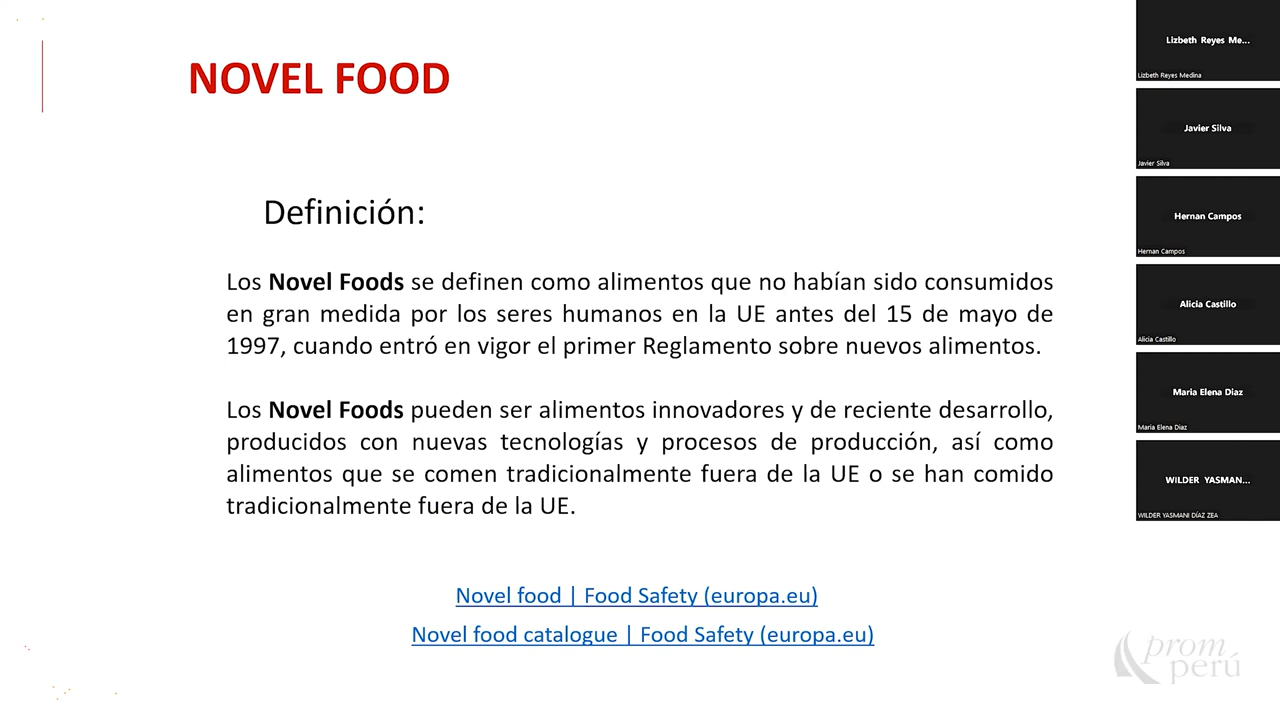 NOVEL FOOD
Definición:
Los Novel Foods se definen como alimentos que no habían sido consumidos
en gran medida por los seres humanos en la UE antes del 15 de mayo de
1997, cuando entró en vigor el primer Reglamento sobre nuevos alimentos.
Los Novel Foods pueden ser alimentos innovadores y de reciente desarrollo,
producidos con nuevas tecnologías y procesos de producción, así como
alimentos que se comen tradicionalmente fuera de la UE o se han comido
tradicionalmente fuera de la UE.
Novel food | Food Safety (europa.eu)
Novel food catalogue | Food Safety (europa.eu)
prom
perú
Lizbeth Reyes Me...
Lizbeth Reyes Medina
Javier Silva
Javier Silva
Hernan Campos
Hernan Campos
Alicia Castillo
Alicia Castillo
Maria Elena Diaz
Maria Elena Diaz
WILDER YASMAN...
WILDER YASMANI DÍAZ ZEA